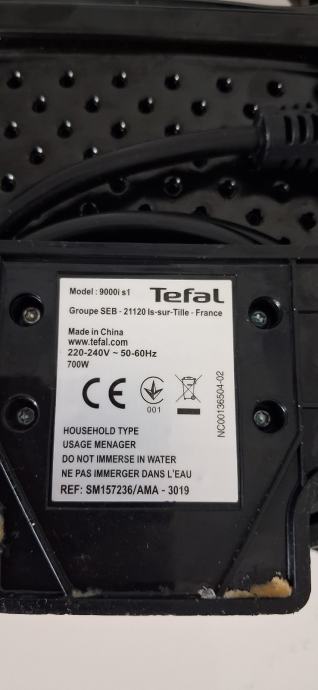 Model : 9000i s1 Tefal
Groupe SEB - 21120 Is-sur-Tille - France
Made in China
www.tefal.com
220-240V ~ 50-60Hz
700W
CE
001
NC00136504-02
HOUSEHOLD TYPE
USAGE MENAGER
DO NOT IMMERSE IN WATER
NE PAS IMMERGER DANS L'EAU
REF: SM157236/AMA - 3019